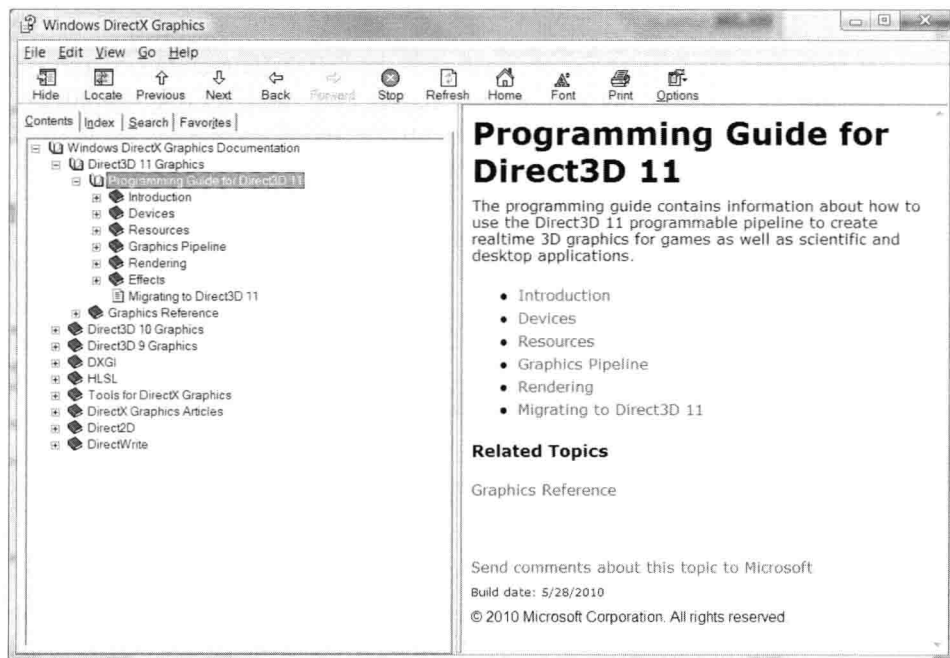 Windows DirectX Graphics
File Edit View Go Help
Hide Locate Previous Next Back Forward Stop Refresh Home Font Print Options
Contents Index Search Favorites
Windows DirectX Graphics Documentation
Direct3D 11 Graphics
Programming Guide for Direct3D 11
Introduction
Devices
Resources
Graphics Pipeline
Rendering
Effects
Migrating to Direct3D 11
Graphics Reference
Direct3D 10 Graphics
Direct3D 9 Graphics
DXGI
HLSL
Tools for DirectX Graphics
DirectX Graphics Articles
Direct2D
DirectWrite
Programming Guide for
Direct3D 11
The programming guide contains information about how to
use the Direct3D 11 programmable pipeline to create
realtime 3D graphics for games as well as scientific and
desktop applications.
• Introduction
• Devices
• Resources
• Graphics Pipeline
• Rendering
• Migrating to Direct3D 11
Related Topics
Graphics Reference
Send comments about this topic to Microsoft
Build date: 5/28/2010
© 2010 Microsoft Corporation. All rights reserved